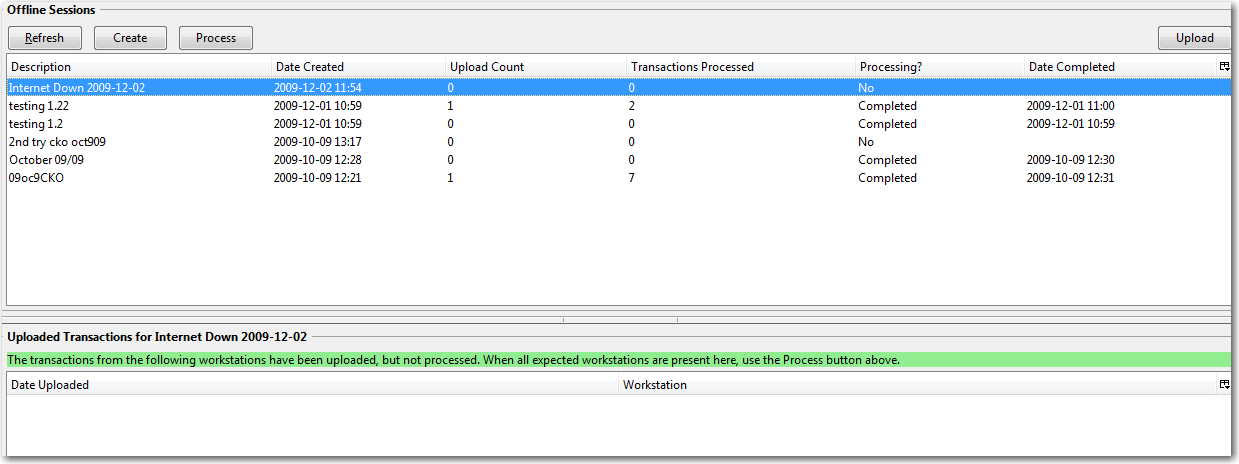 Offline Sessions
Refresh Create Process Upload
Description Date Created Upload Count Transactions Processed Processing? Date Completed
Internet Down 2009-12-02 2009-12-02 11:54 0 0 No
testing 1.22 2009-12-01 10:59 1 2 Completed 2009-12-01 11:00
testing 1.2 2009-12-01 10:59 0 0 Completed 2009-12-01 10:59
2nd try cko oct909 2009-10-09 13:17 0 0 No
October 09/09 2009-10-09 12:28 0 0 Completed 2009-10-09 12:30
09oc9CKO 2009-10-09 12:21 1 7 Completed 2009-10-09 12:31
Uploaded Transactions for Internet Down 2009-12-02
The transactions from the following workstations have been uploaded, but not processed. When all expected workstations are present here, use the Process button above.
Date Uploaded Workstation